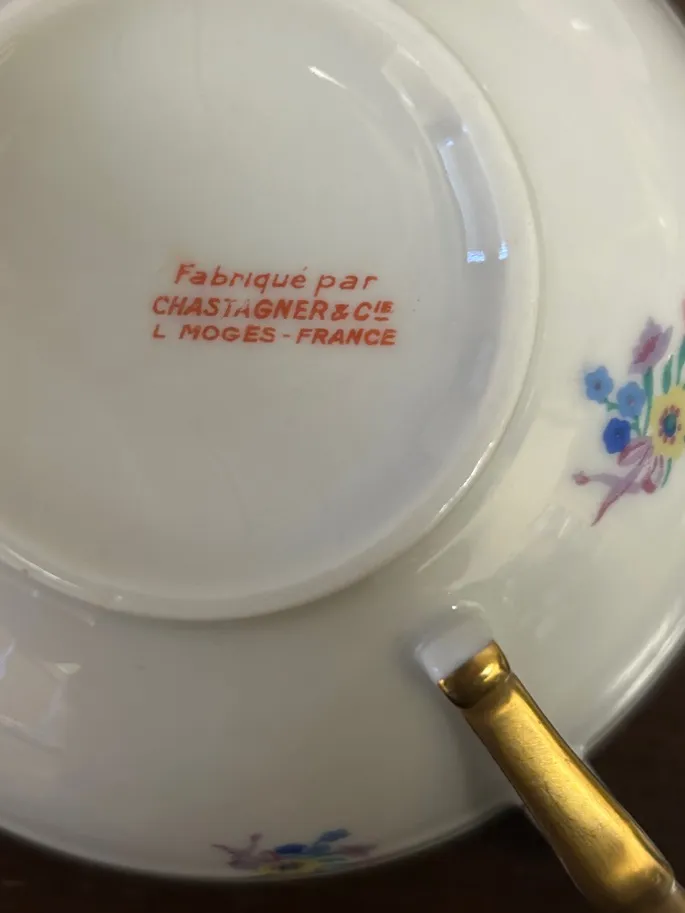 Fabriqué par
CHASTAGNER & CIE
L MOGES - FRANCE